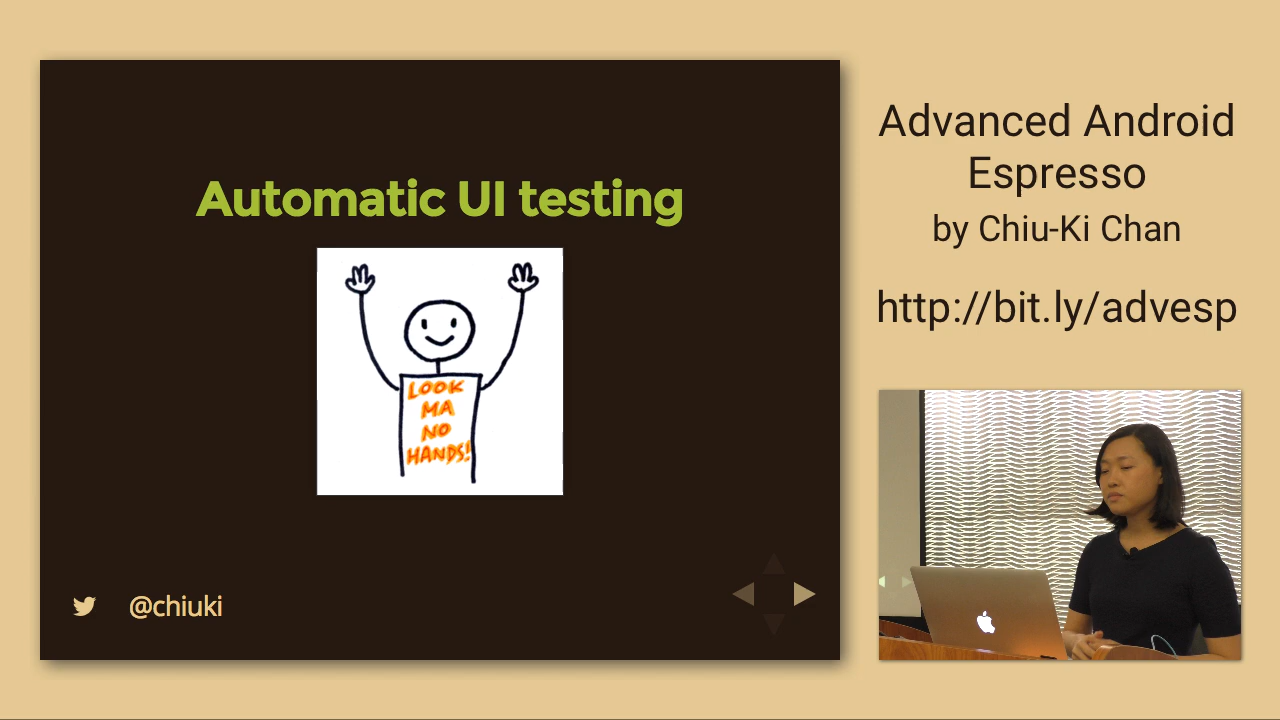 Automatic UI testing
LOOK
MA
NO
HANDS!
@chiuki
Advanced Android
Espresso
by Chiu-Ki Chan
http://bit.ly/advesp